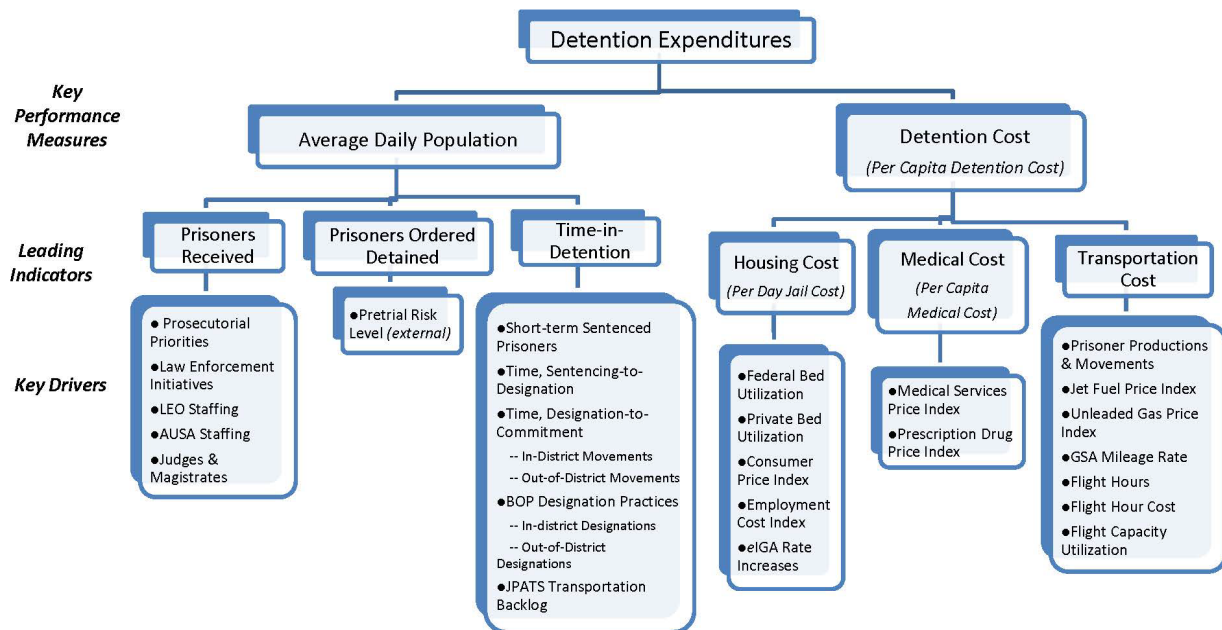 Detention Expenditures
Key
Performance
Measures
Average Daily Population
Detention Cost
(Per Capita Detention Cost)
Leading
Indicators
Prisoners
Received
Prisoners Ordered
Detained
Time-in-
Detention
Housing Cost
(Per Day Jail Cost)
Medical Cost
(Per Capita
Medical Cost)
Transportation
Cost
Key Drivers
● Prosecutorial
Priorities
●Law Enforcement
Initiatives
●LEO Staffing
●AUSA Staffing
●Judges &
Magistrates
●Pretrial Risk
Level (external)
●Short-term Sentenced
Prisoners
●Time, Sentencing-to-
Designation
●Time, Designation-to-
Commitment
-- In-District Movements
-- Out-of-District Movements
●BOP Designation Practices
-- In-district Designations
-- Out-of-District
Designations
●JPATS Transportation
Backlog
●Federal Bed
Utilization
●Private Bed
Utilization
●Consumer
Price Index
●Employment
Cost Index
●eIGA Rate
Increases
●Medical Services
Price Index
●Prescription Drug
Price Index
●Prisoner Productions
& Movements
●Jet Fuel Price Index
●Unleaded Gas Price
Index
●GSA Mileage Rate
●Flight Hours
●Flight Hour Cost
●Flight Capacity
Utilization